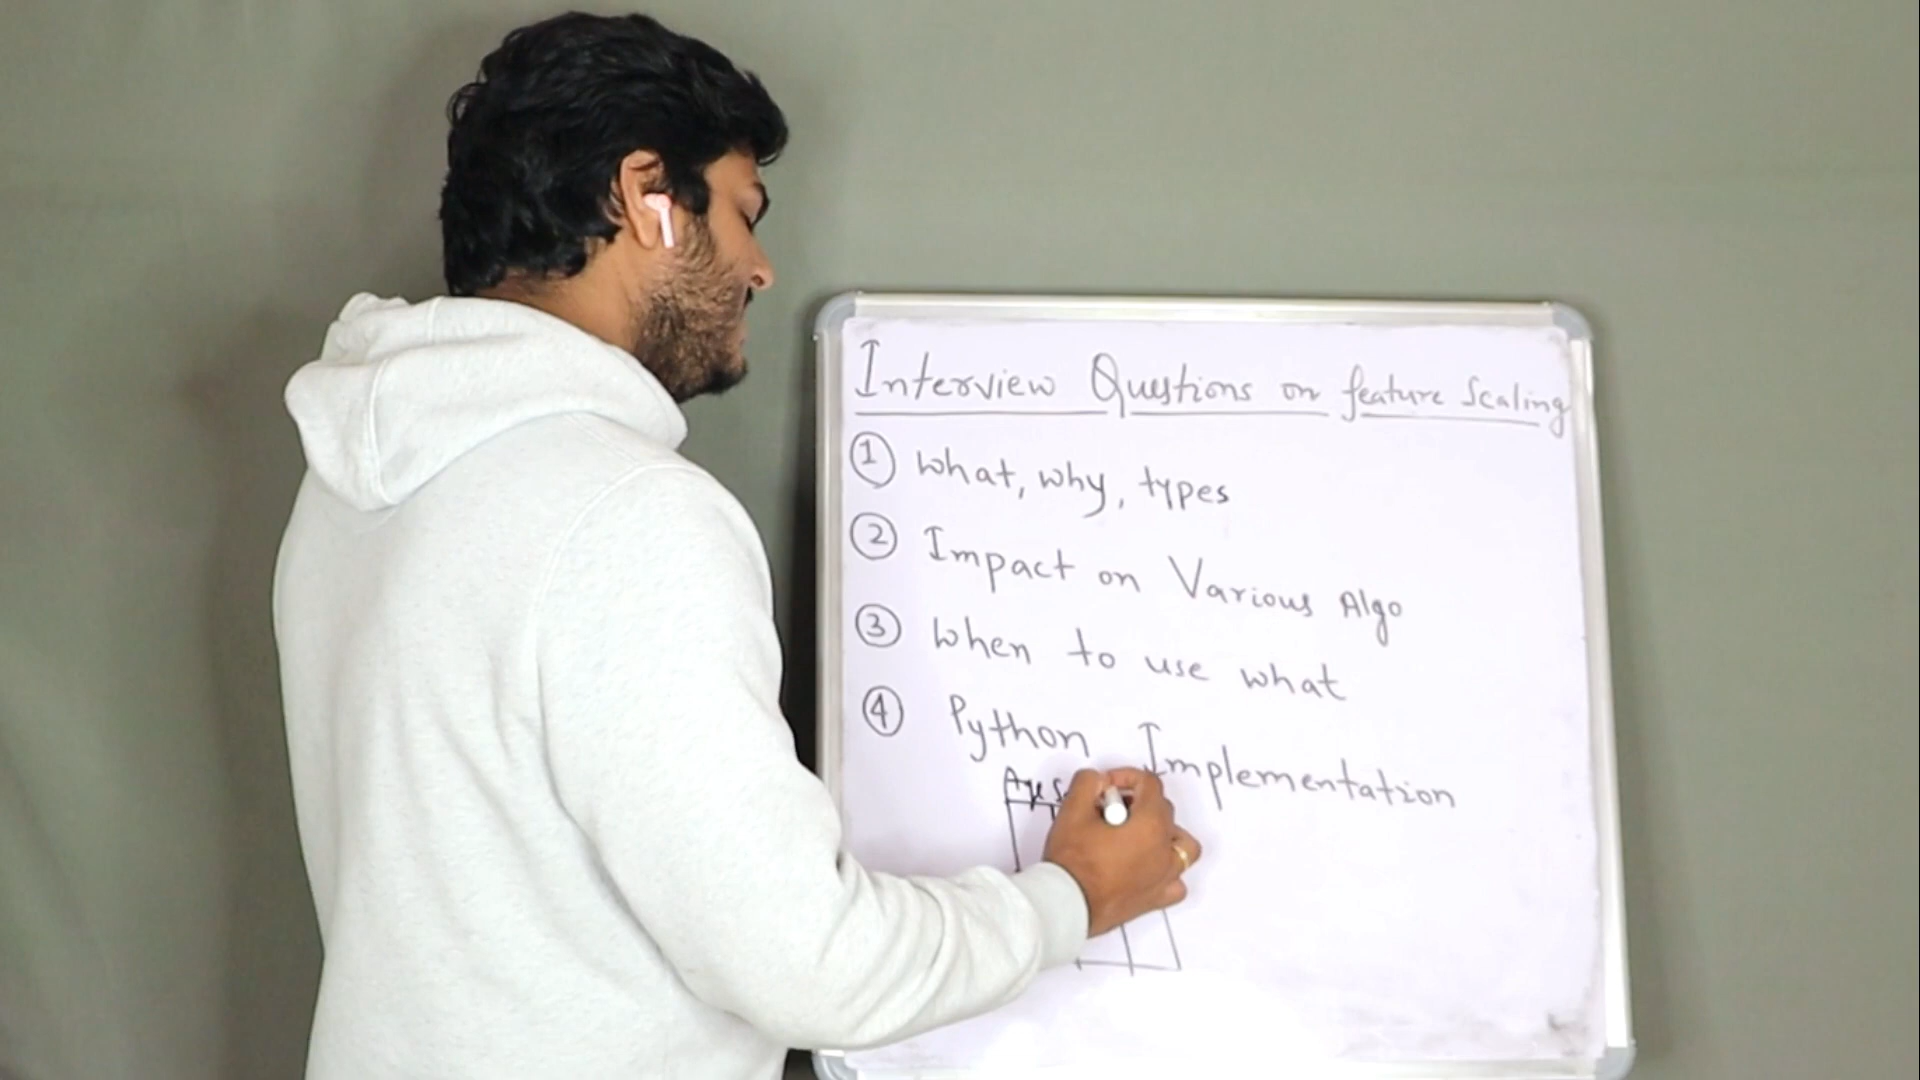 Interview Questions on feature Scaling
① What, why, types
② Impact on Various Algo
③ When to use what
④ Python Implementation
Age